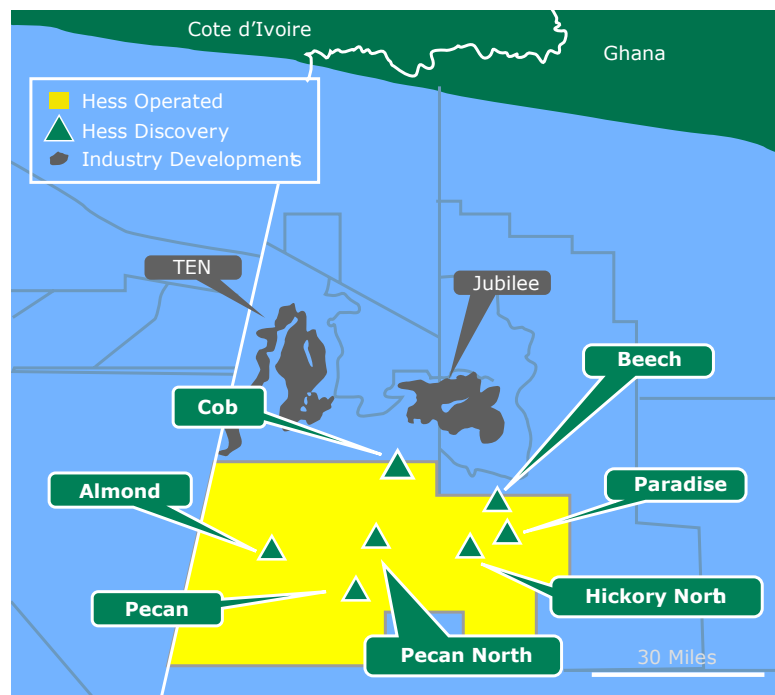 Cote d’Ivoire
Ghana
Hess Operated
Hess Discovery
Industry Developments
TEN
Jubilee
Beech
Cob
Paradise
Almond
Hickory North
Pecan
Pecan North
30 Miles